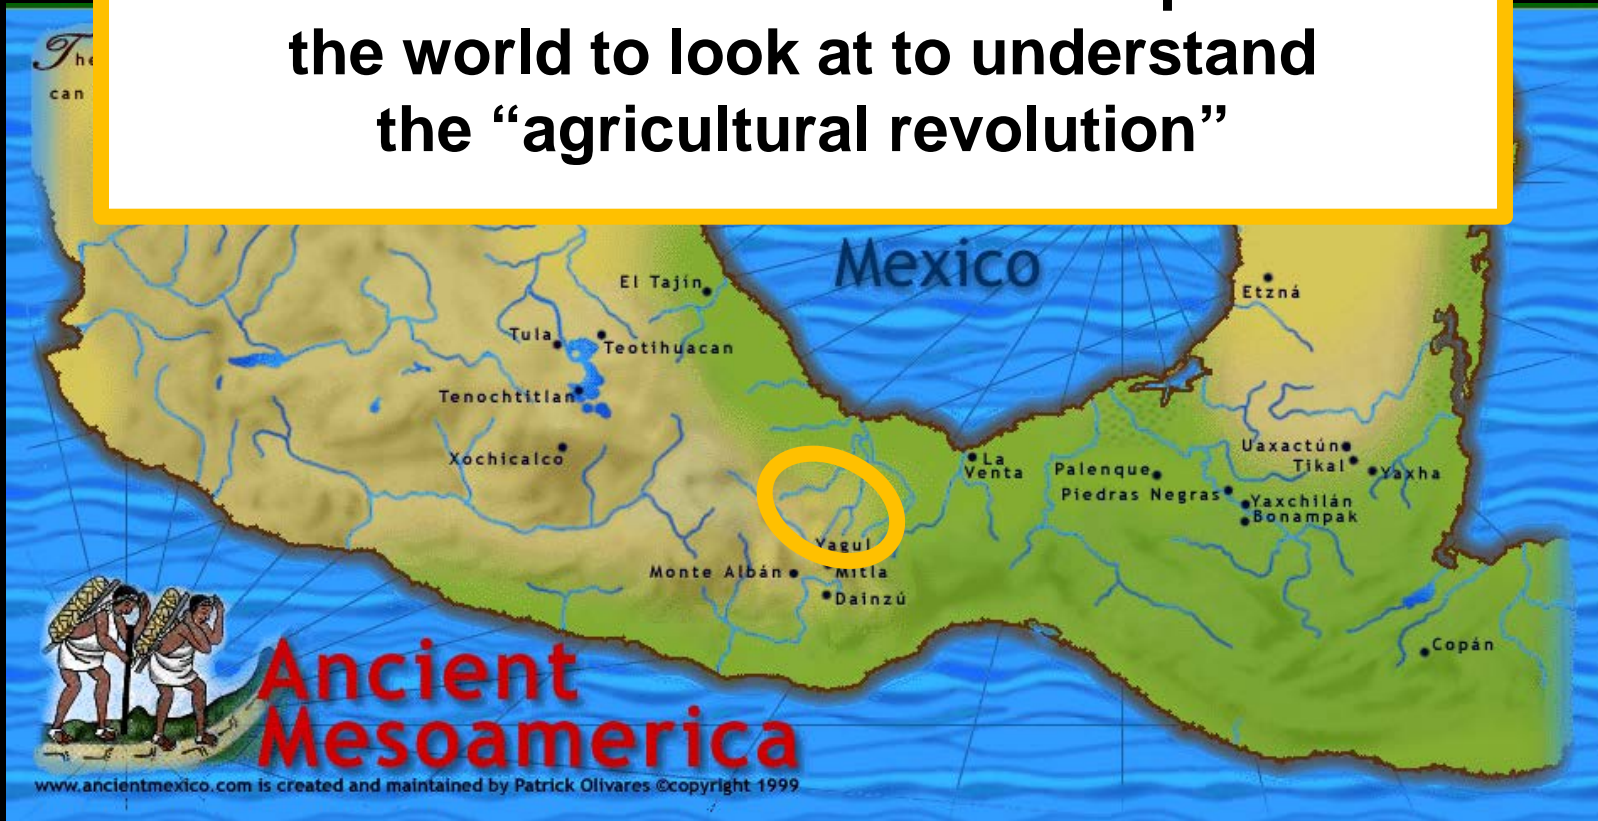 the world to look at to understand
the “agricultural revolution”
The
can
Mexico
El Tajín
Etzná
Tula
Teotihuacan
Tenochtitlan
Xochicalco
La
Venta
Uaxactún
Tikal
Yaxha
Palenque
Piedras Negras
Yaxchilán
Bonampak
Yagul
Monte Albán
Mitla
Dainzú
Copán
Ancient
Mesoamerica
www.ancientmexico.com is created and maintained by Patrick Olivares ©copyright 1999